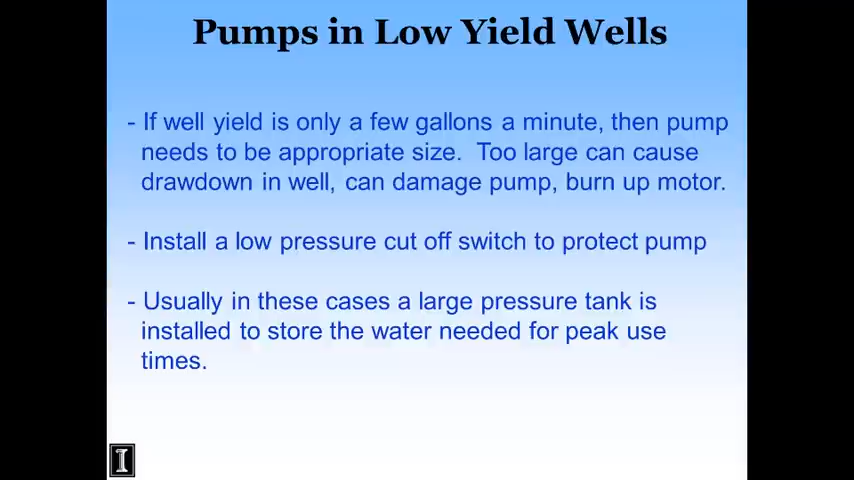 Pumps in Low Yield Wells
- If well yield is only a few gallons a minute, then pump
needs to be appropriate size.  Too large can cause
drawdown in well, can damage pump, burn up motor.
- Install a low pressure cut off switch to protect pump
- Usually in these cases a large pressure tank is
installed to store the water needed for peak use
times.
I